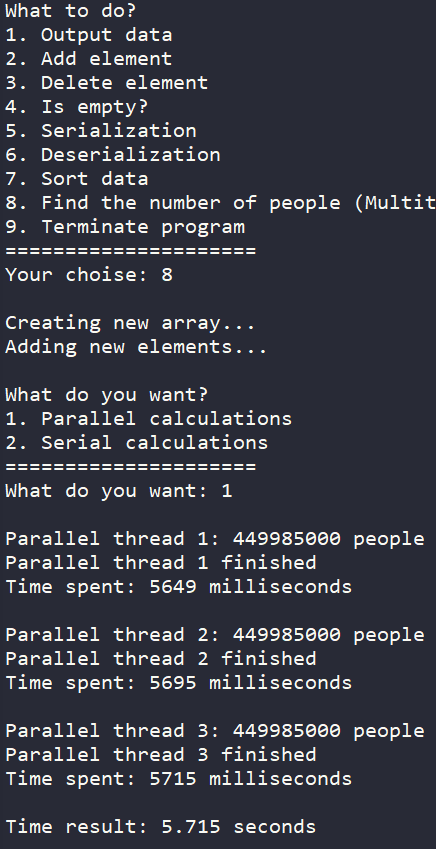 What to do?
1. Output data
2. Add element
3. Delete element
4. Is empty?
5. Serialization
6. Deserialization
7. Sort data
8. Find the number of people (Multit
9. Terminate program
=====================
Your choise: 8
Creating new array...
Adding new elements...
What do you want?
1. Parallel calculations
2. Serial calculations
=====================
What do you want: 1
Parallel thread 1: 449985000 people
Parallel thread 1 finished
Time spent: 5649 milliseconds
Parallel thread 2: 449985000 people
Parallel thread 2 finished
Time spent: 5695 milliseconds
Parallel thread 3: 449985000 people
Parallel thread 3 finished
Time spent: 5715 milliseconds
Time result: 5.715 seconds